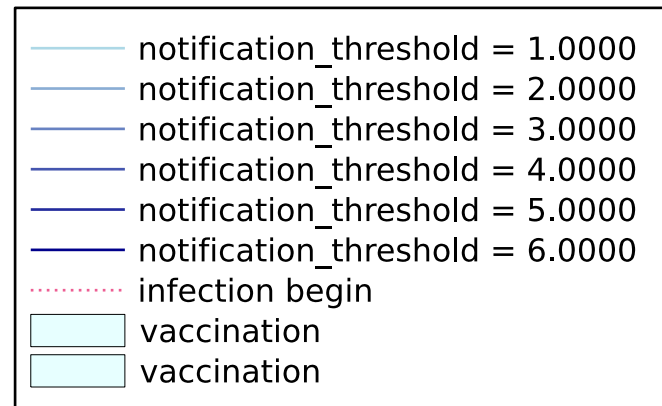 notification_threshold = 1.0000
notification_threshold = 2.0000
notification_threshold = 3.0000
notification_threshold = 4.0000
notification_threshold = 5.0000
notification_threshold = 6.0000
infection begin
vaccination
vaccination